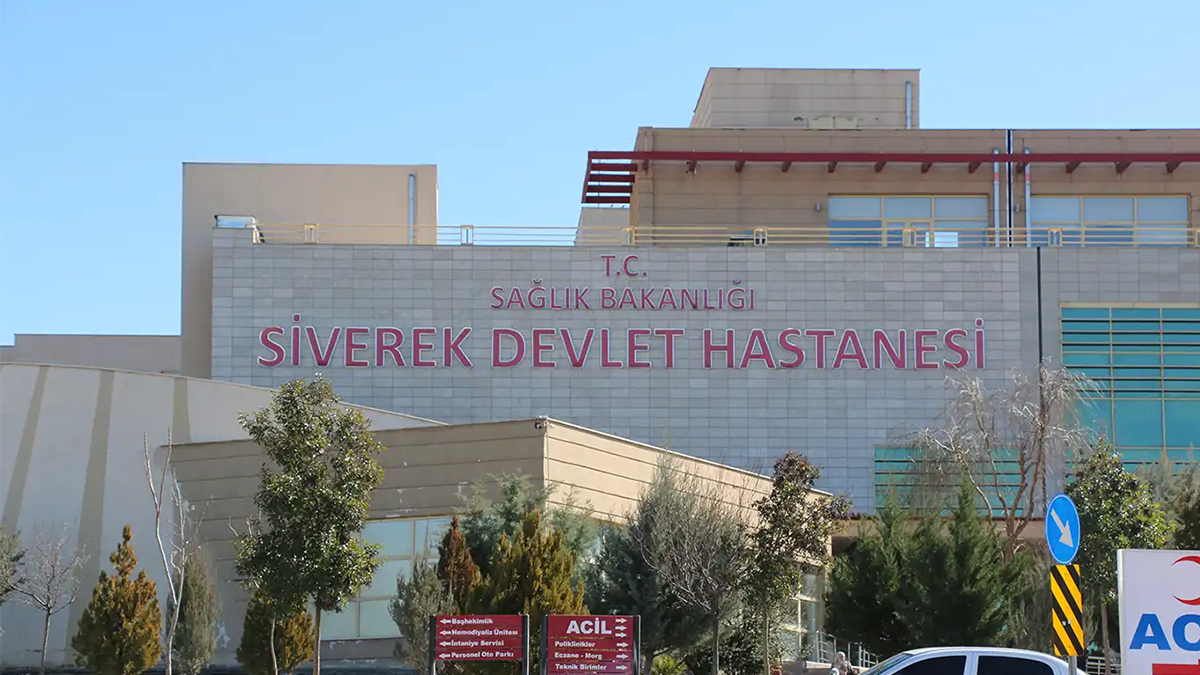 T.C.
SAĞLIK BAKANLIĞI
SİVEREK DEVLET HASTANESİ
Başhekimlik
Hemodiyaliz Ünitesi
İntaniye Servisi
Personel Oto Parkı
ACİL
Poliklinikler
Eczane - Morg
Teknik Birimler